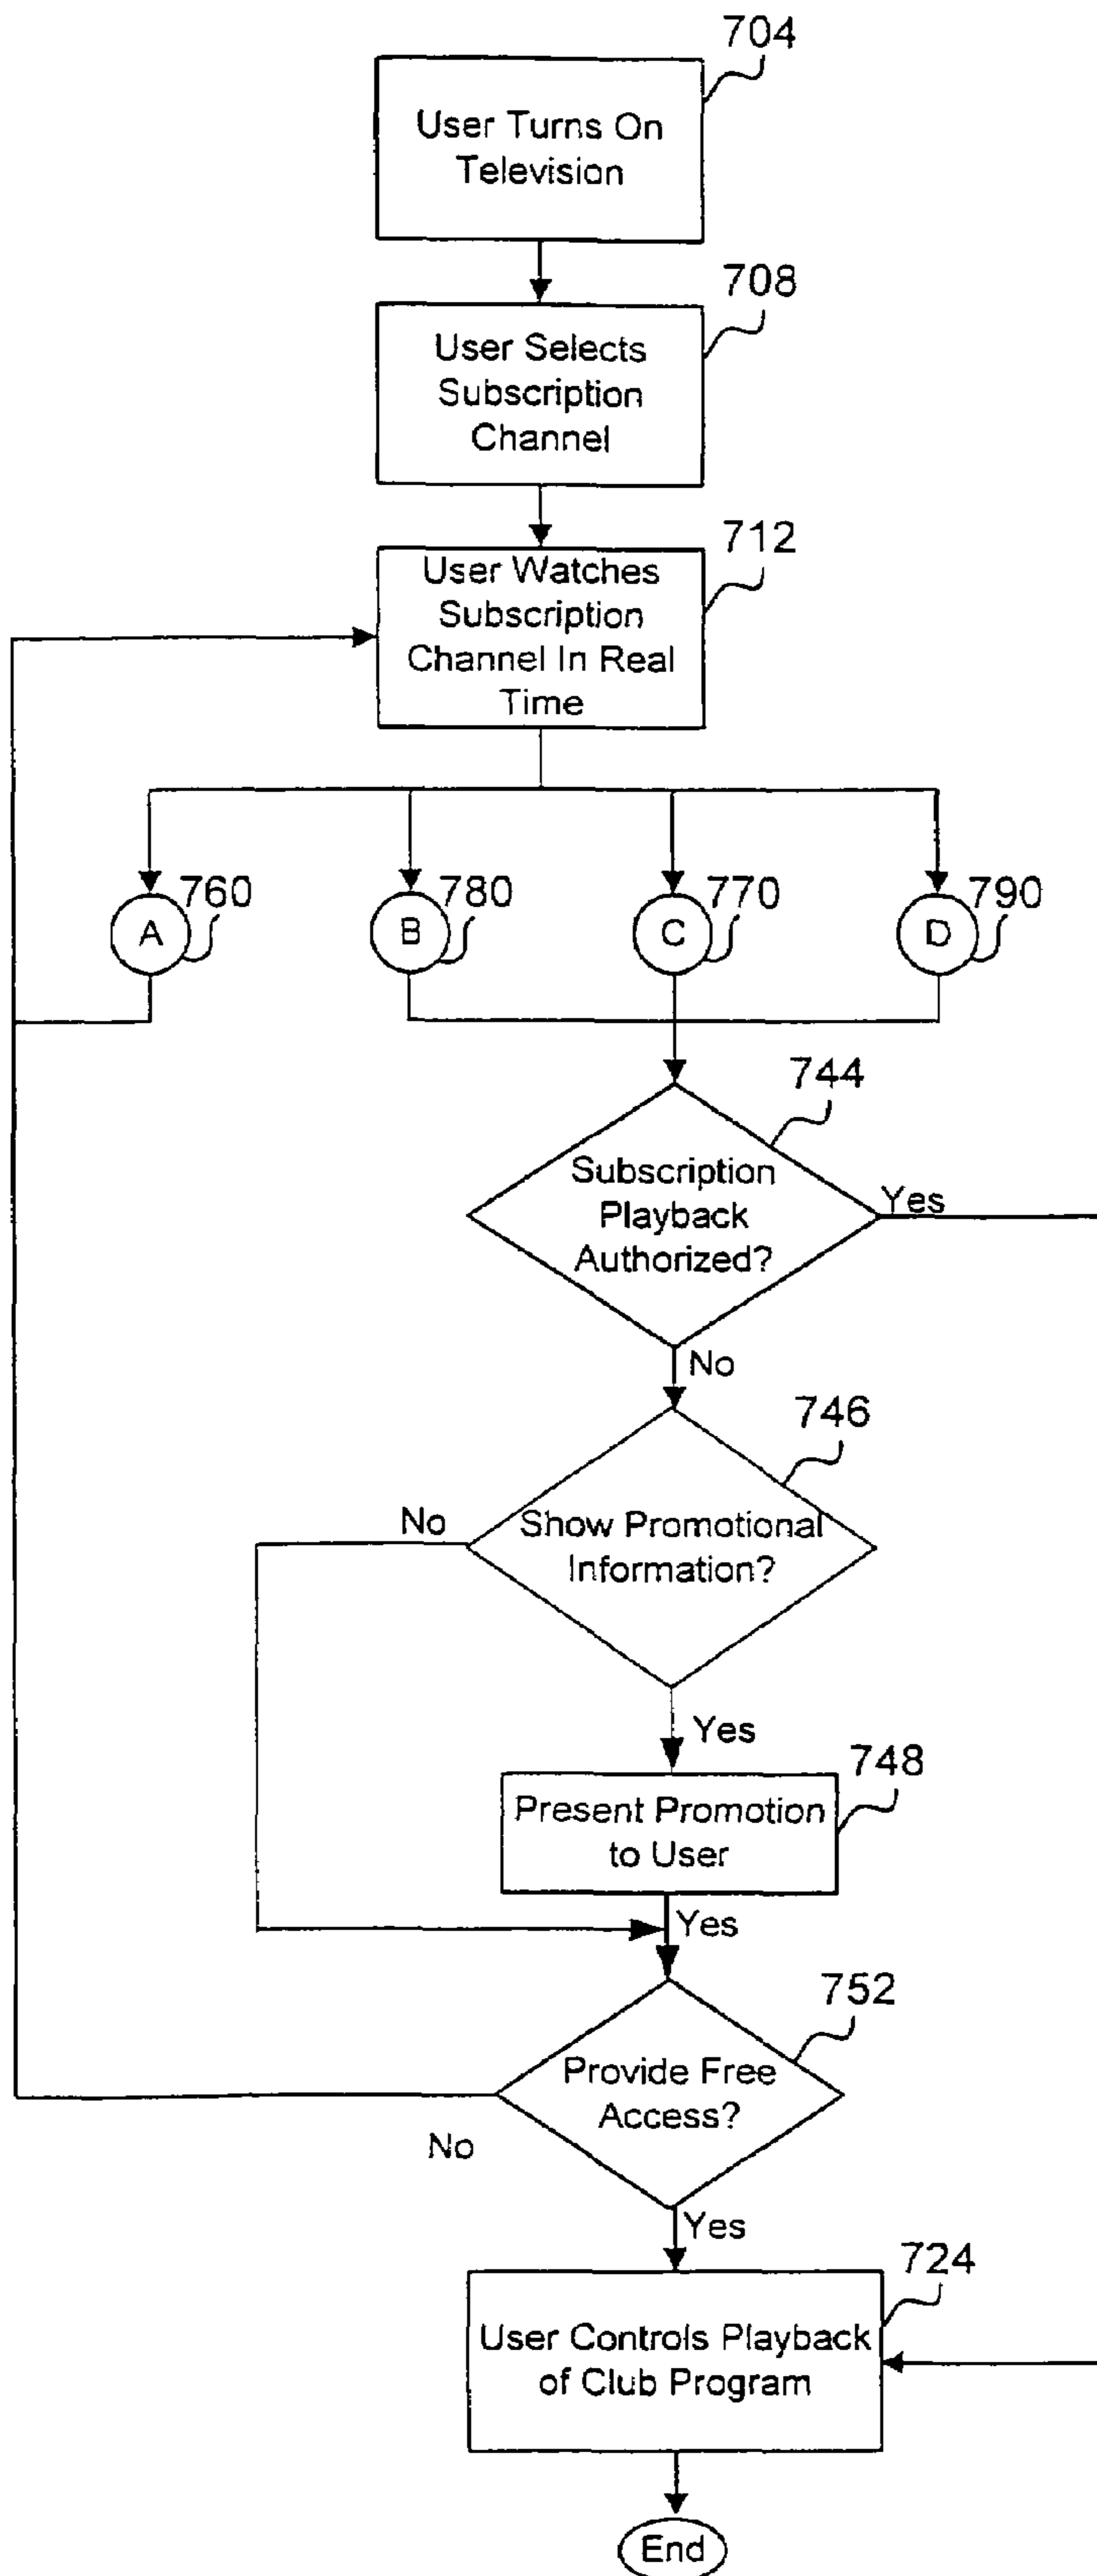 704
User Turns On
Television
708
User Selects
Subscription
Channel
712
User Watches
Subscription
Channel In Real
Time
760
780
770
790
A
B
C
D
744
Subscription
Playback
Authorized?
Yes
No
746
No
Show Promotional
Information?
Yes
748
Present Promotion
to User
Yes
752
Provide Free
Access?
No
Yes
724
User Controls Playback
of Club Program
End